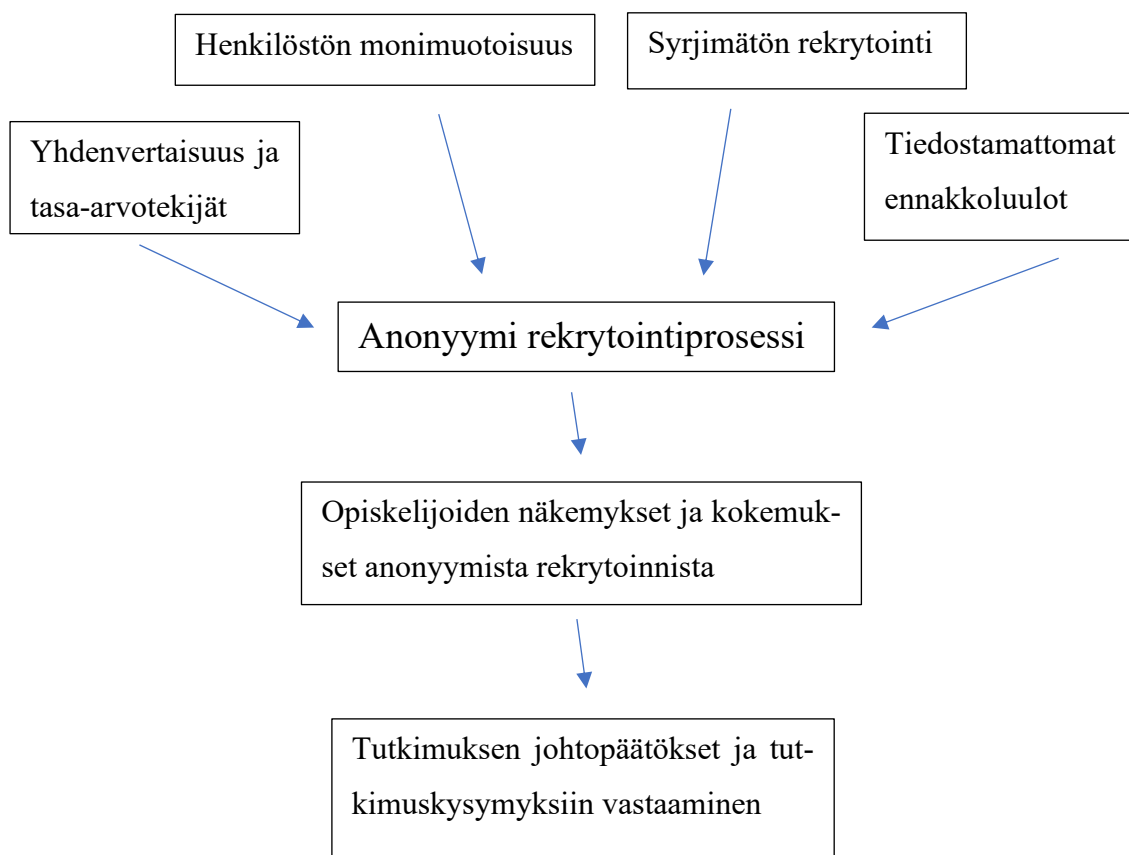 Henkilöstön monimuotoisuus
Syrjimätön rekrytointi
Yhdenvertaisuus ja
tasa-arvotekijät
Tiedostamattomat
ennakkoluulot
Anonyymi rekrytointiprosessi
Opiskelijoiden näkemykset ja kokemuk-
set anonyymista rekrytoinnista
Tutkimuksen johtopäätökset ja tut-
kimuskysymyksiin vastaaminen